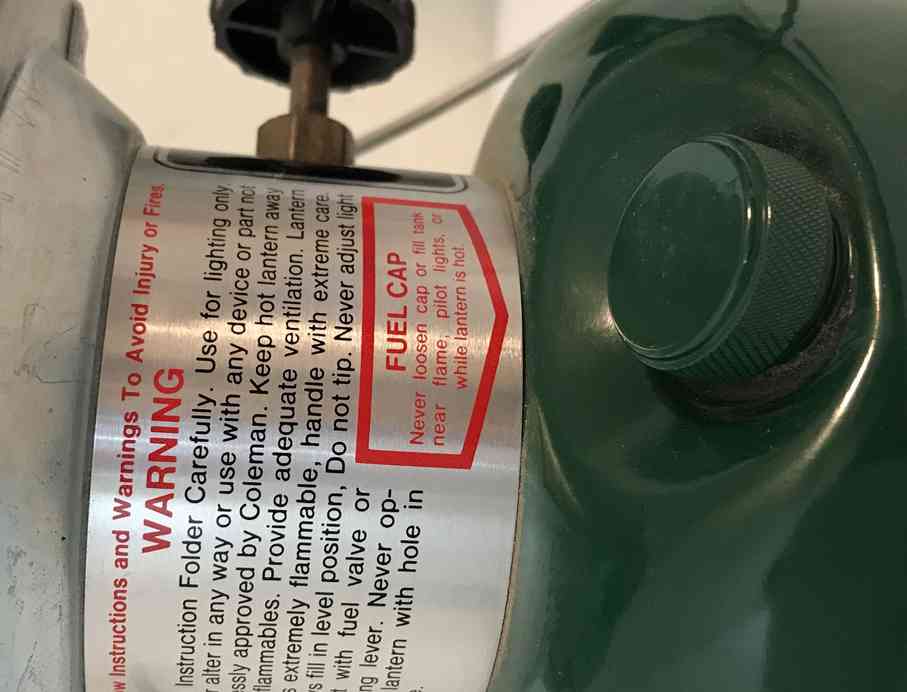 Instructions and Warnings To Avoid Injury or Fires.
WARNING
Instruction Folder Carefully. Use for lighting only.
alter in any way or use with any device or part not
approved by Coleman. Keep hot lantern away
flammables. Provide adequate ventilation. Lantern
extremely flammable, handle with extreme care.
fill in level position, Do not tip. Never adjust light
with fuel valve or
lever. Never op-
lantern with hole in
FUEL CAP
Never loosen cap or fill tank
near flame, pilot lights, or
while lantern is hot.